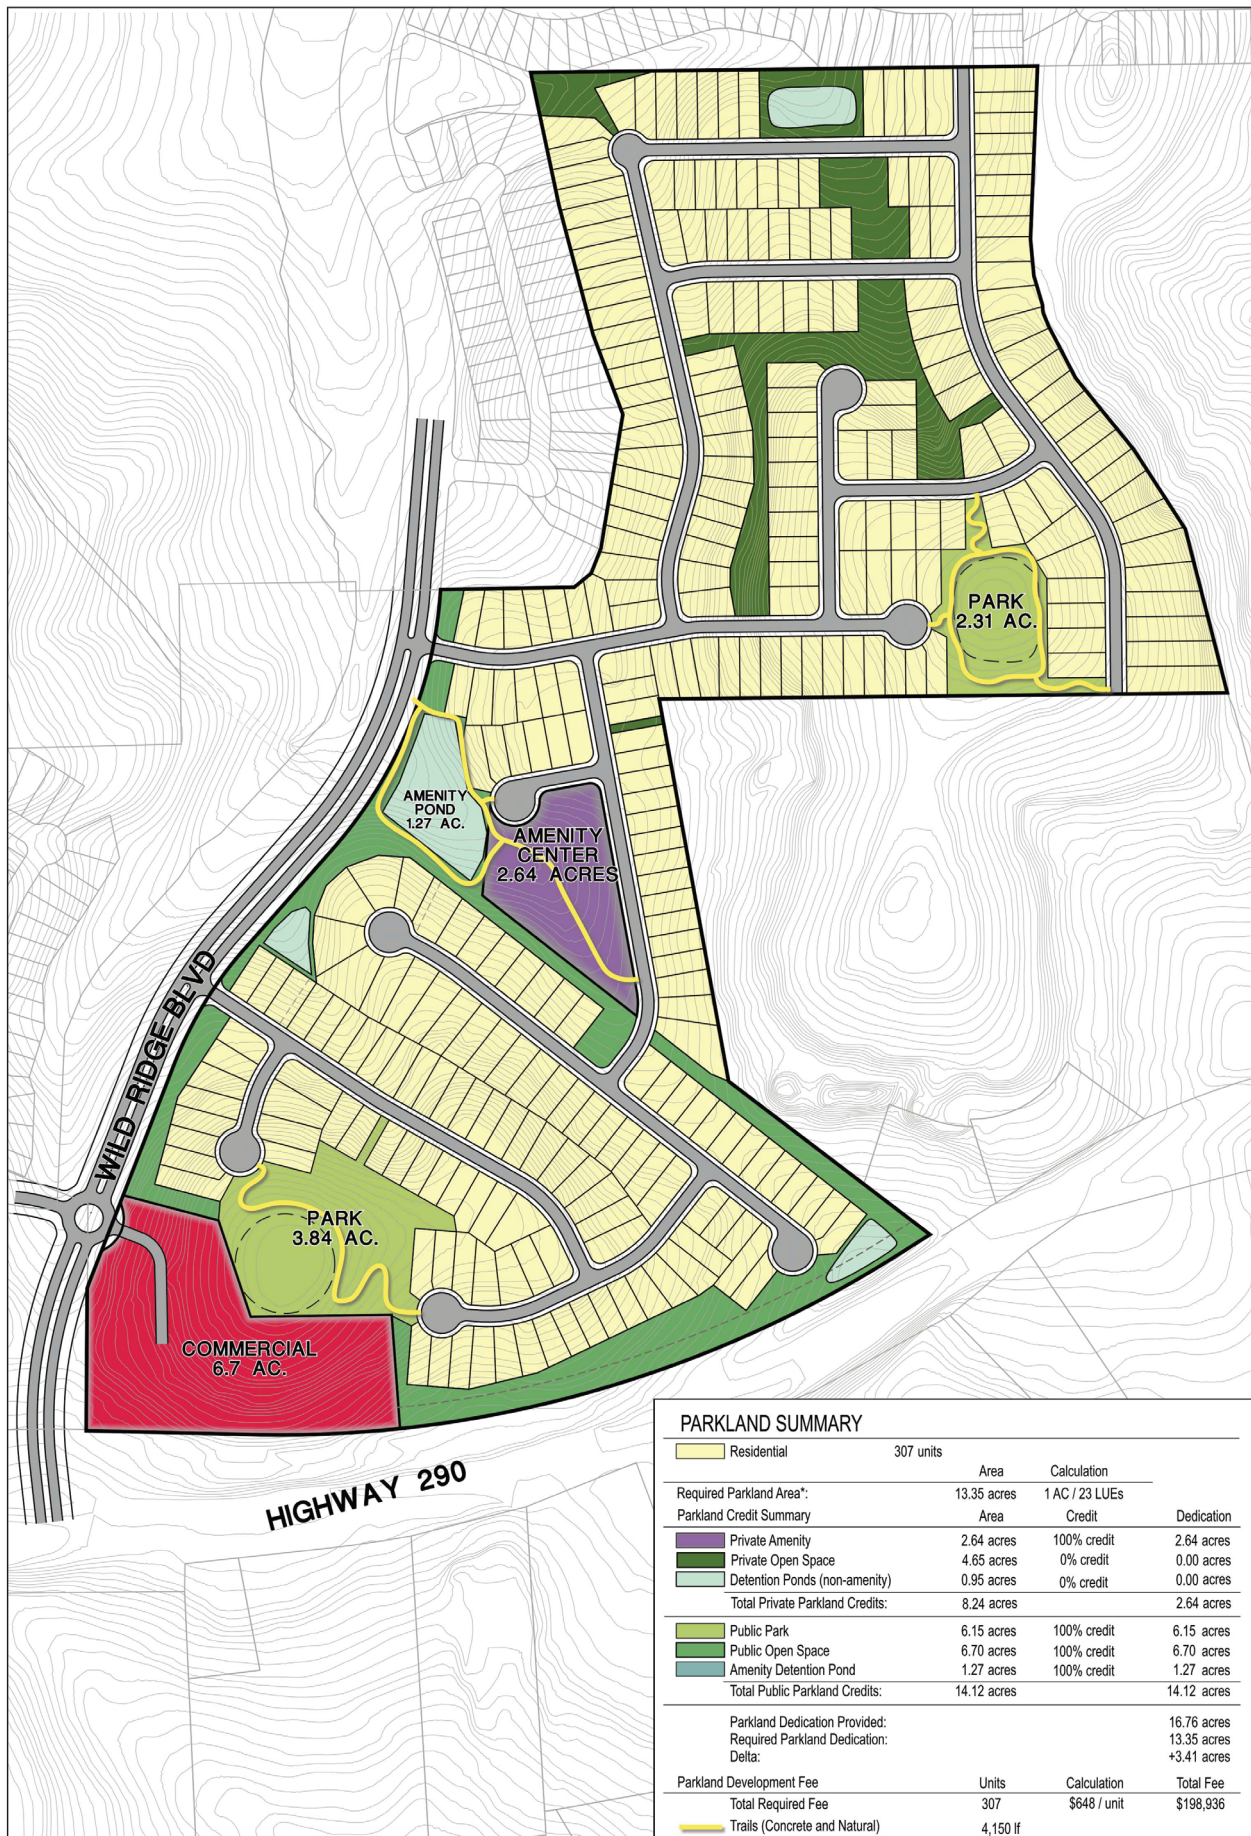 PARK
2.31 AC.
AMENITY
POND
1.27 AC.
AMENITY
CENTER
2.64 ACRES
WILD RIDGE BLVD
PARK
3.84 AC.
COMMERCIAL
6.7 AC.
HIGHWAY 290
PARKLAND SUMMARY
Residential 307 units
Area Calculation
Required Parkland Area*: 13.35 acres 1 AC / 23 LUEs
Parkland Credit Summary Area Credit Dedication
Private Amenity 2.64 acres 100% credit 2.64 acres
Private Open Space 4.65 acres 0% credit 0.00 acres
Detention Ponds (non-amenity) 0.95 acres 0% credit 0.00 acres
Total Private Parkland Credits: 8.24 acres 2.64 acres
Public Park 6.15 acres 100% credit 6.15 acres
Public Open Space 6.70 acres 100% credit 6.70 acres
Amenity Detention Pond 1.27 acres 100% credit 1.27 acres
Total Public Parkland Credits: 14.12 acres 14.12 acres
Parkland Dedication Provided: 16.76 acres
Required Parkland Dedication: 13.35 acres
Delta: +3.41 acres
Parkland Development Fee Units Calculation Total Fee
Total Required Fee 307 $648 / unit $198,936
Trails (Concrete and Natural) 4,150 lf